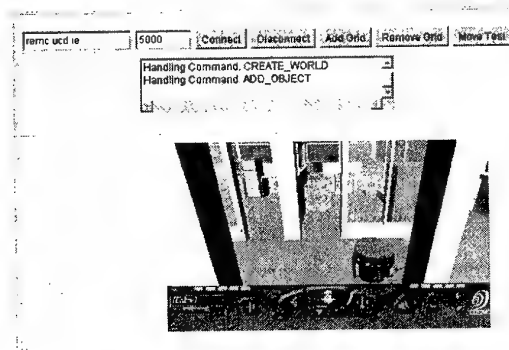 remc ucd ie 5000 Connect Disconnect Add Grid Remove Grid Move Test
Handling Command. CREATE_WORLD
Handling Command ADD_OBJECT